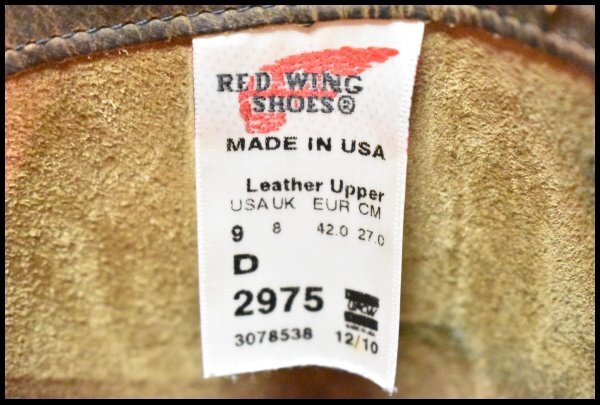 RED WING
SHOES®
MADE IN USA
Leather Upper
USA UK EUR CM
9 8 42.0 27.0
D
2975
3078538 12/10